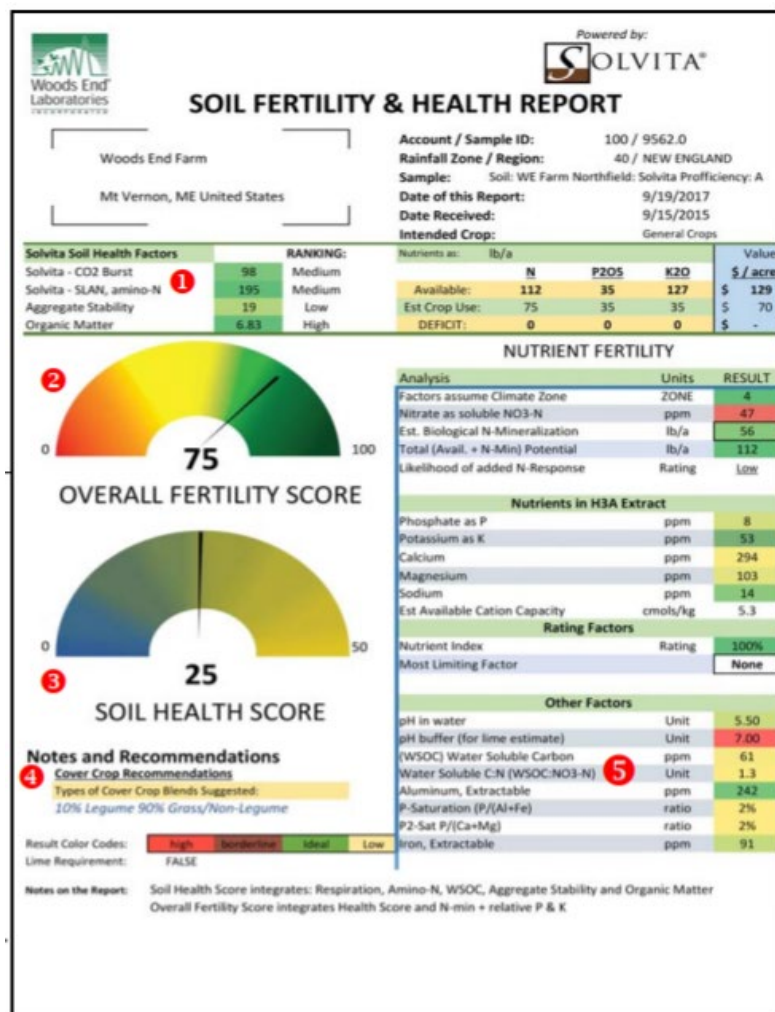 Powered by:
Woods End®
Laboratories
INCORPORATED
SOLVITA®
SOIL FERTILITY & HEALTH REPORT
Woods End Farm
Mt Vernon, ME United States
Account / Sample ID: 100 / 9562.0
Rainfall Zone / Region: 40 / NEW ENGLAND
Sample: Soil: WE Farm Northfield: Solvita Profficiency: A
Date of this Report: 9/19/2017
Date Received: 9/15/2015
Intended Crop: General Crops
Solvita Soil Health Factors RANKING:
Solvita - CO2 Burst 98 Medium
Solvita - SLAN, amino-N 195 Medium
Aggregate Stability 19 Low
Organic Matter 6.83 High
1
Nutrients as: lb/a Value
N P2O5 K2O $ / acre
Available: 112 35 127 $ 129
Est Crop Use: 75 35 35 $ 70
DEFICIT: 0 0 0 $ -
2
0 100
75
OVERALL FERTILITY SCORE
0 50
25
3
SOIL HEALTH SCORE
Notes and Recommendations
4
Cover Crop Recommendations
Types of Cover Crop Blends Suggested:
10% Legume 90% Grass/Non-Legume
NUTRIENT FERTILITY
Analysis Units RESULT
Factors assume Climate Zone ZONE 4
Nitrate as soluble NO3-N ppm 47
Est. Biological N-Mineralization lb/a 56
Total (Avail. + N-Min) Potential lb/a 112
Likelihood of added N-Response Rating Low
Nutrients in H3A Extract
Phosphate as P ppm 8
Potassium as K ppm 53
Calcium ppm 294
Magnesium ppm 103
Sodium ppm 14
Est Available Cation Capacity cmols/kg 5.3
Rating Factors
Nutrient Index Rating 100%
Most Limiting Factor None
Other Factors
pH in water Unit 5.50
pH buffer (for lime estimate) Unit 7.00
(WSOC) Water Soluble Carbon ppm 61
Water Soluble C:N (WSOC:NO3-N) 5 Unit 1.3
Aluminum, Extractable ppm 242
P-Saturation (P/(Al+Fe) ratio 2%
P2-Sat P/(Ca+Mg) ratio 2%
Iron, Extractable ppm 91
Result Color Codes: high borderline Ideal Low
Lime Requirement: FALSE
Notes on the Report: Soil Health Score integrates: Respiration, Amino-N, WSOC, Aggregate Stability and Organic Matter
Overall Fertility Score integrates Health Score and N-min + relative P & K